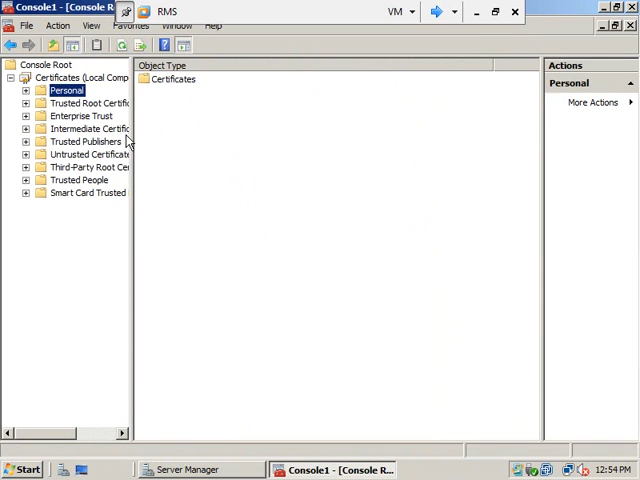 Console1 - [Console R
RMS
VM
File
Action
View
Favorites
Window
Help
Console Root
Certificates (Local Comp
Personal
Trusted Root Certific
Enterprise Trust
Intermediate Certific
Trusted Publishers
Untrusted Certificate
Third-Party Root Cer
Trusted People
Smart Card Trusted
Object Type
Certificates
Actions
Personal
More Actions
Start
Server Manager
Console1 - [Console R...
12:54 PM